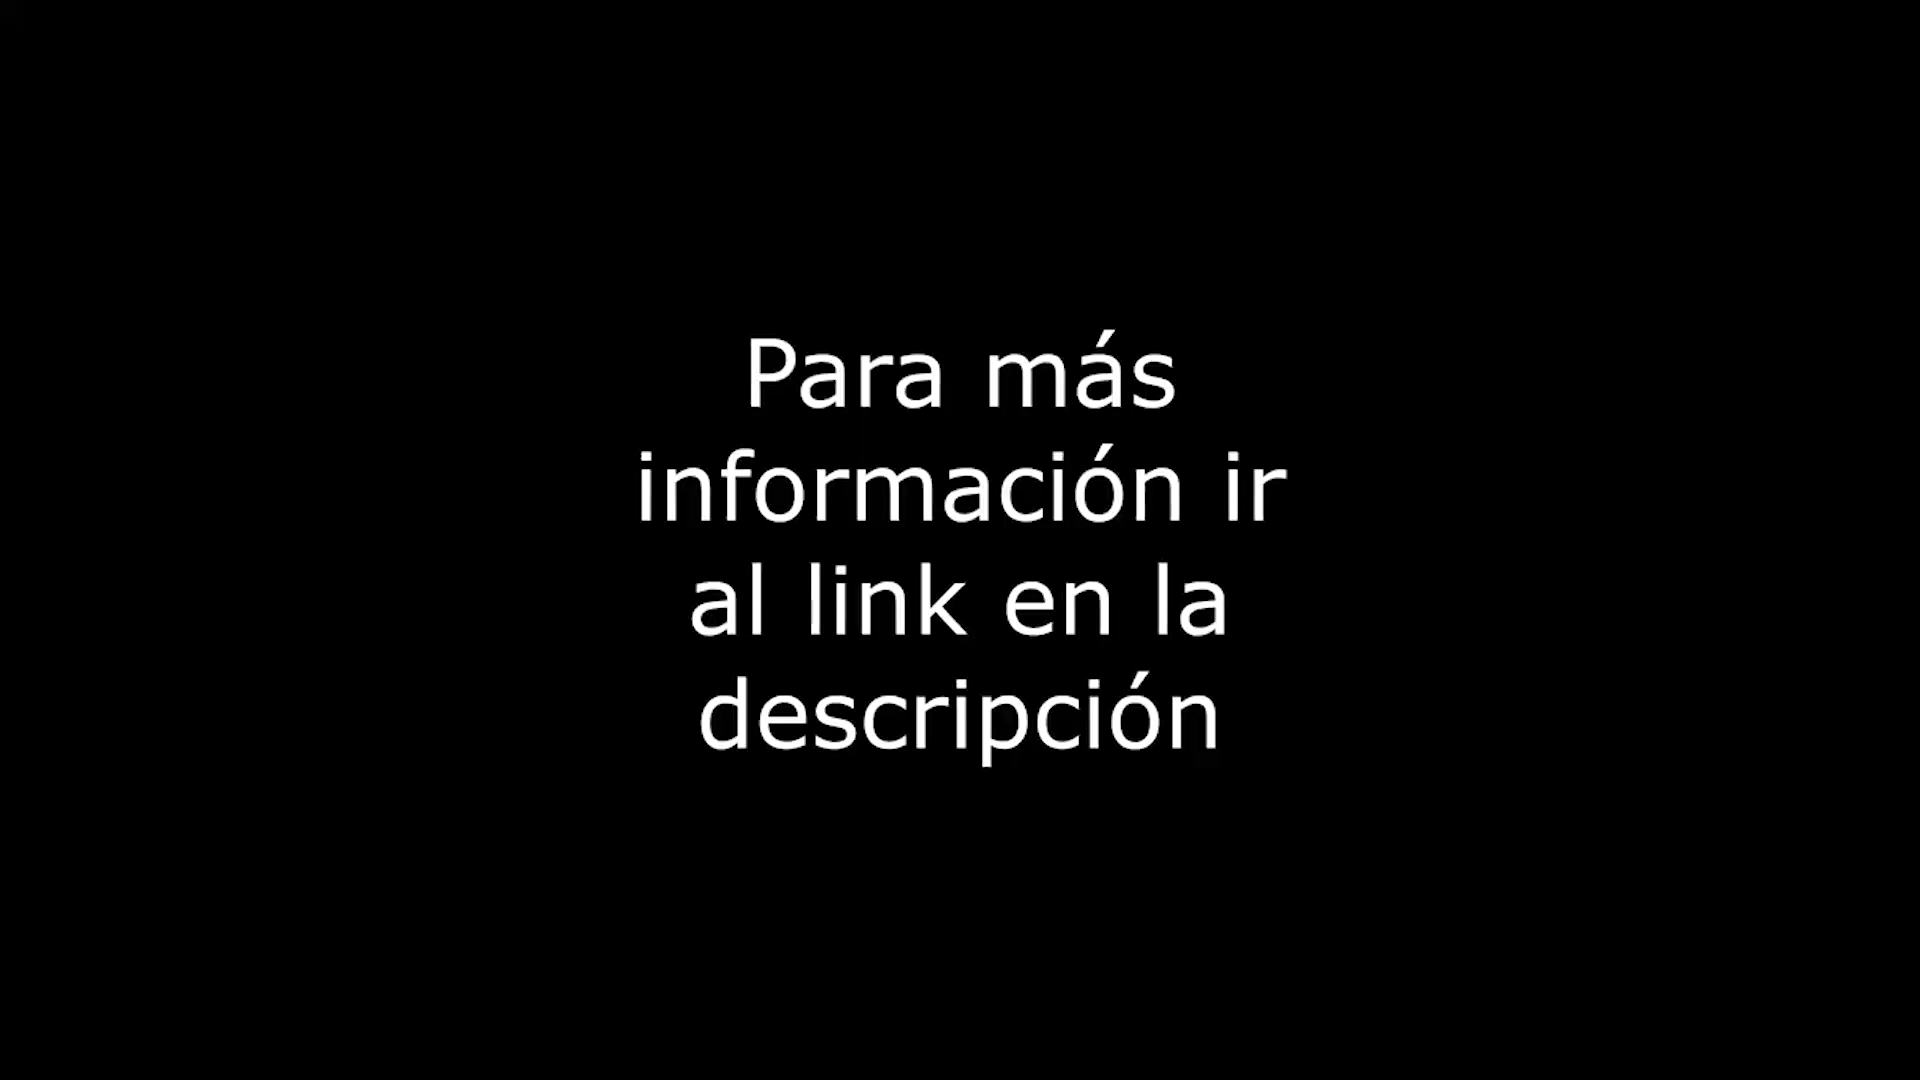 Para más
información ir
al link en la
descripción